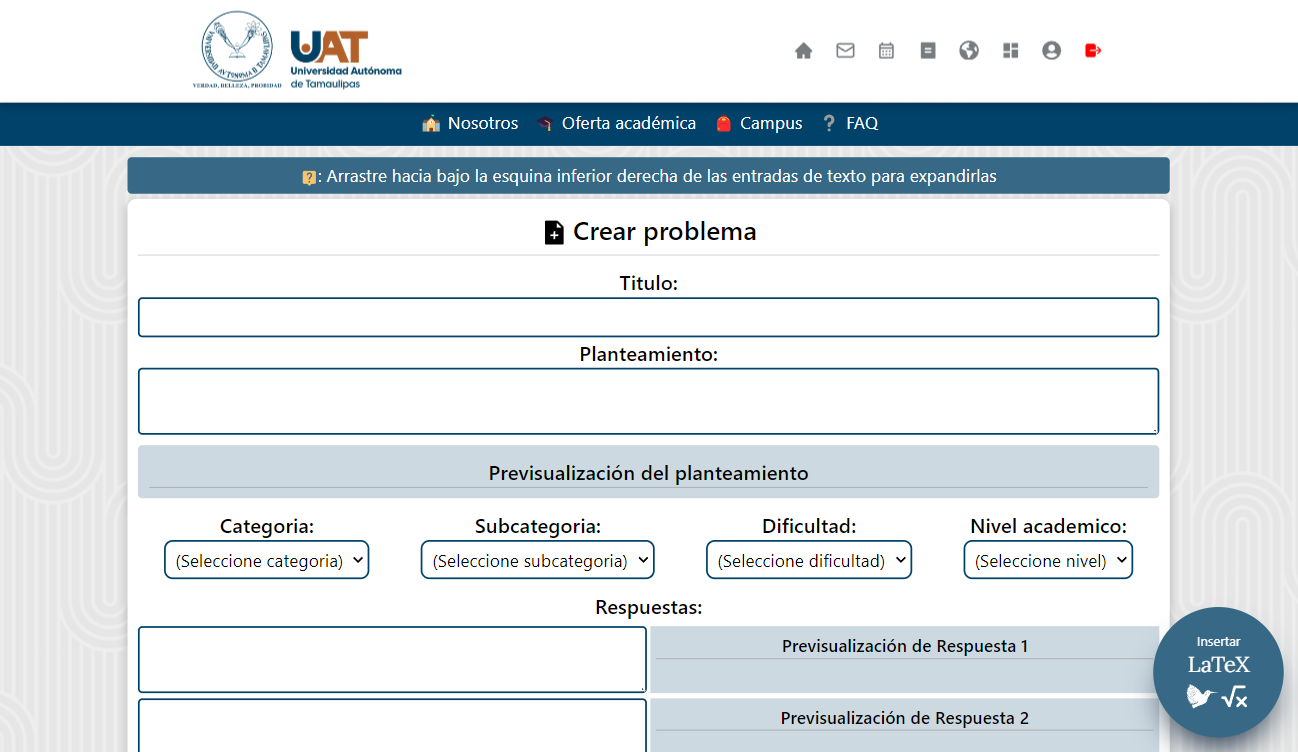 UNIVERSIDAD AUTONOMA DE TAMAULIPAS
VERDAD, BELLEZA, PROBIDAD
UAT
Universidad Autónoma
de Tamaulipas
Nosotros Oferta académica Campus ? FAQ
?: Arrastre hacia bajo la esquina inferior derecha de las entradas de texto para expandirlas
Crear problema
Titulo:
Planteamiento:
Previsualización del planteamiento
Categoria: Subcategoria: Dificultad: Nivel academico:
(Seleccione categoria) (Seleccione subcategoria) (Seleccione dificultad) (Seleccione nivel)
Respuestas:
Previsualización de Respuesta 1
Insertar
LaTeX
√x
Previsualización de Respuesta 2